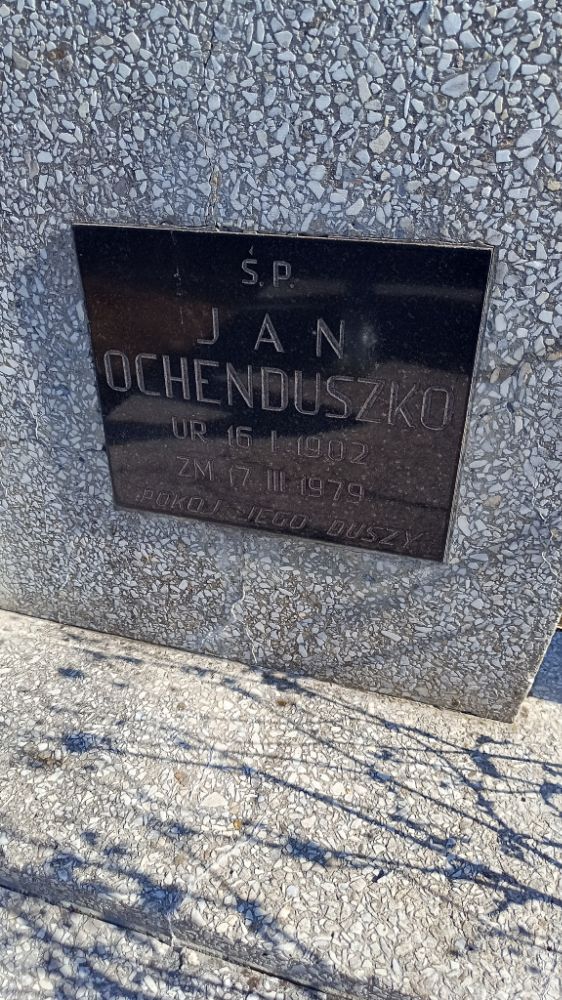 Ś.P.
JAN
OCHENDUSZKO
UR. 16 I 1902
ZM. 17 III 1979
POKÓJ JEGO DUSZY